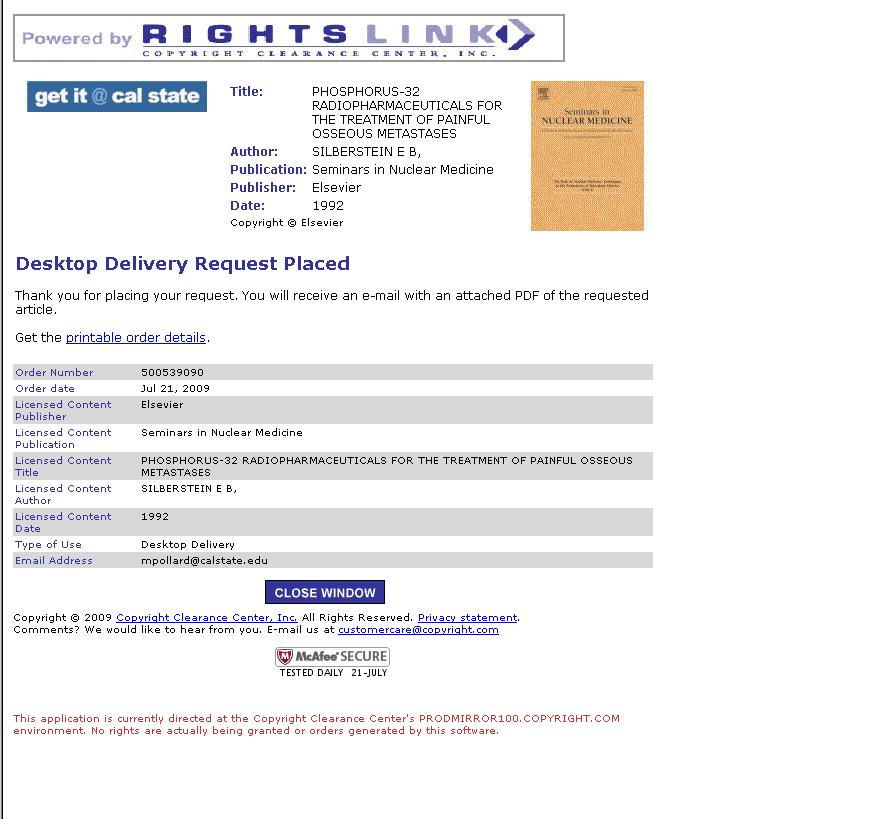 Powered by RIGHTSLINK
COPYRIGHT CLEARANCE CENTER, INC.
get it @ cal state
Title: PHOSPHORUS-32
RADIOPHARMACEUTICALS FOR
THE TREATMENT OF PAINFUL
OSSEOUS METASTASES
Author: SILBERSTEIN E B,
Publication: Seminars in Nuclear Medicine
Publisher: Elsevier
Date: 1992
Copyright © Elsevier
Seminars in
NUCLEAR MEDICINE
Desktop Delivery Request Placed
Thank you for placing your request. You will receive an e-mail with an attached PDF of the requested
article.
Get the printable order details.
Order Number 500539090
Order date Jul 21, 2009
Licensed Content Publisher Elsevier
Licensed Content Publication Seminars in Nuclear Medicine
Licensed Content Title PHOSPHORUS-32 RADIOPHARMACEUTICALS FOR THE TREATMENT OF PAINFUL OSSEOUS
METASTASES
Licensed Content Author SILBERSTEIN E B,
Licensed Content Date 1992
Type of Use Desktop Delivery
Email Address mpollard@calstate.edu
CLOSE WINDOW
Copyright © 2009 Copyright Clearance Center, Inc. All Rights Reserved. Privacy statement.
Comments? We would like to hear from you. E-mail us at customercare@copyright.com
McAfee SECURE
TESTED DAILY 21-JULY
This application is currently directed at the Copyright Clearance Center's PRODMIRROR100.COPYRIGHT.COM
environment. No rights are actually being granted or orders generated by this software.